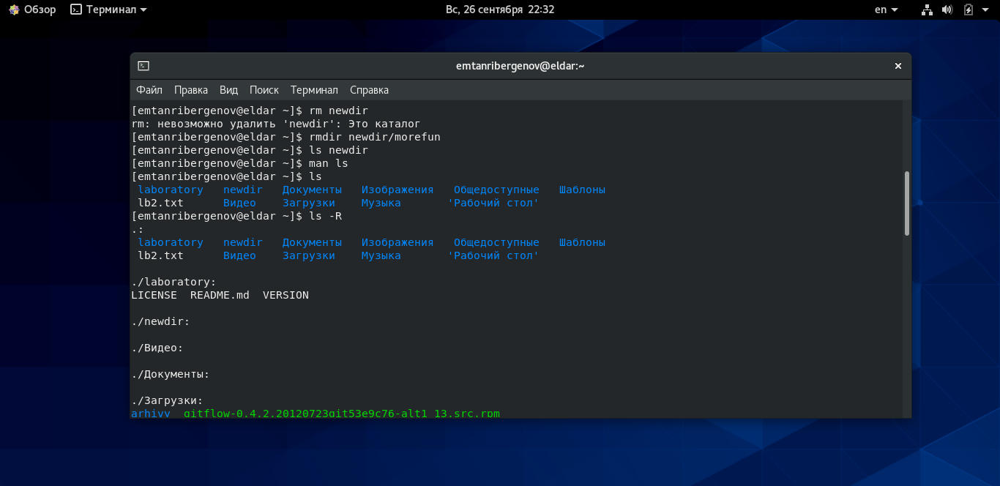 Обзор Терминал Вс, 26 сентября 22:32 en
emtanribergenov@eldar:~
Файл Правка Вид Поиск Терминал Справка
[emtanribergenov@eldar ~]$ rm newdir
rm: невозможно удалить 'newdir': Это каталог
[emtanribergenov@eldar ~]$ rmdir newdir/morefun
[emtanribergenov@eldar ~]$ ls newdir
[emtanribergenov@eldar ~]$ man ls
[emtanribergenov@eldar ~]$ ls
laboratory newdir Документы Изображения Общедоступные Шаблоны
lb2.txt Видео Загрузки Музыка 'Рабочий стол'
[emtanribergenov@eldar ~]$ ls -R
.:
laboratory newdir Документы Изображения Общедоступные Шаблоны
lb2.txt Видео Загрузки Музыка 'Рабочий стол'
./laboratory:
LICENSE README.md VERSION
./newdir:
./Видео:
./Документы:
./Загрузки:
arhivy gitflow-0.4.2.20120723git53e9c76-alt1_13.src.rpm